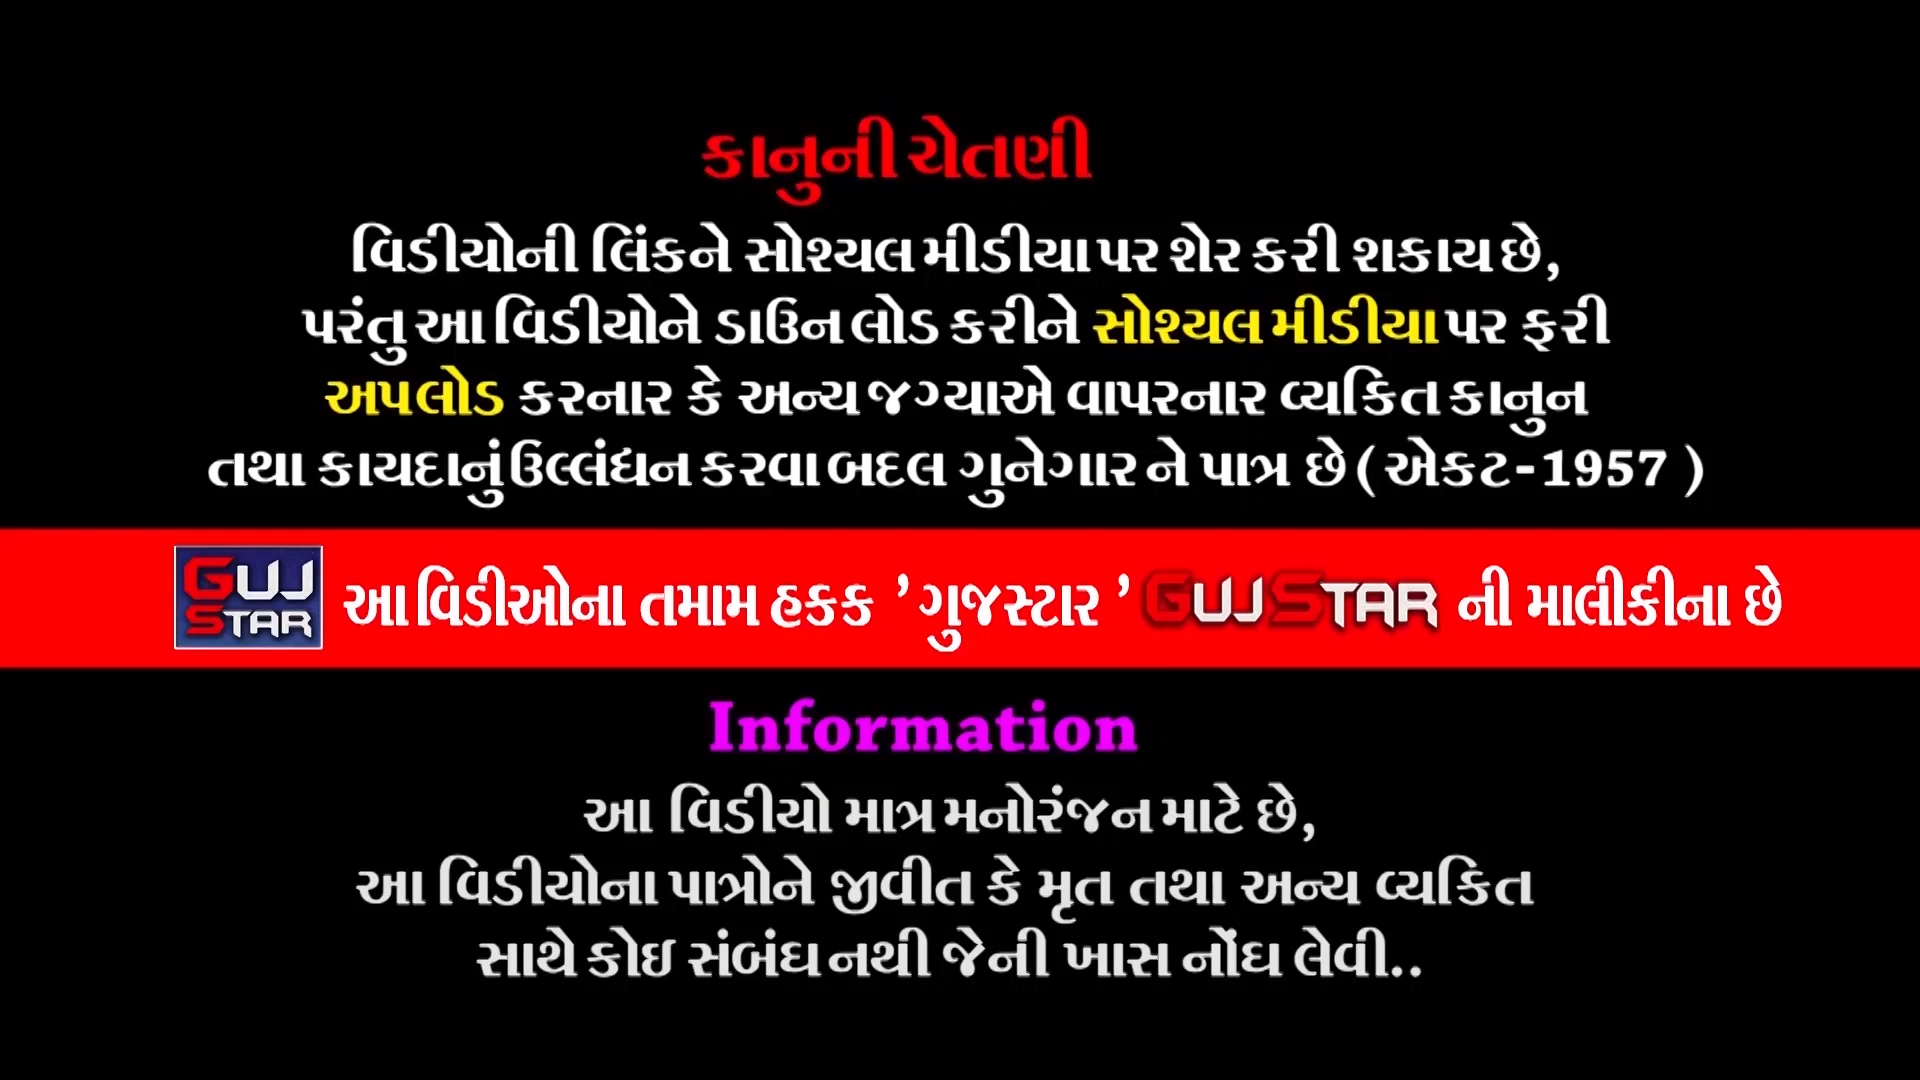 કાનુની ચેતણી
વિડીયોની લિંકને સોશ્યલ મીડીયા પર શેર કરી શકાય છે,
પરંતુ આ વિડીયોને ડાઉનલોડ કરીને સોશ્યલ મીડીયા પર ફરી
અપલોડ કરનાર કે અન્ય જગ્યાએ વાપરનાર વ્યકિત કાનુન
તથા કાયદાનું ઉલ્લંઘન કરવા બદલ ગુનેગાર ને પાત્ર છે ( એકટ-1957 )
GUJ STAR આ વિડીઓના તમામ હકક ’ ગુજસ્ટાર ’ GUJ STAR ની માલીકીના છે
Information
આ વિડીયો માત્ર મનોરંજન માટે છે,
આ વિડીયોના પાત્રોને જીવીત કે મૃત તથા અન્ય વ્યકિત
સાથે કોઇ સંબંઘ નથી જેની ખાસ નોંઘ લેવી..